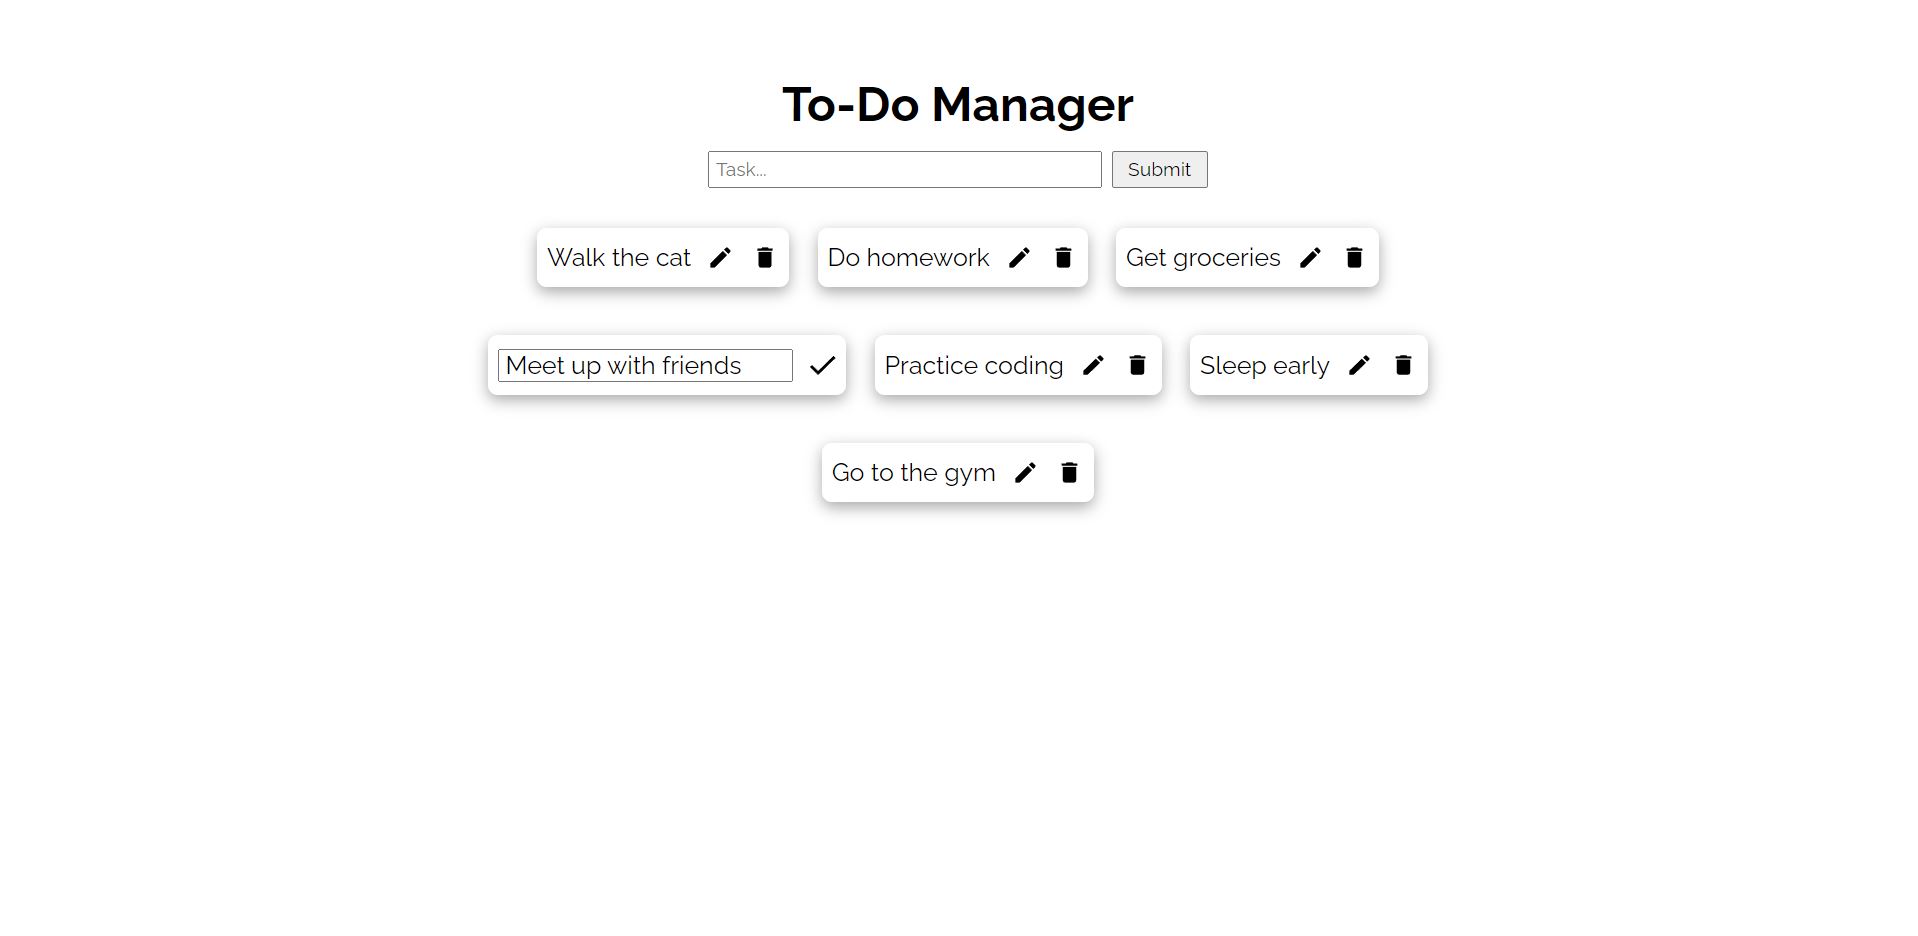 To-Do Manager
Task...
Submit
Walk the cat
Do homework
Get groceries
Meet up with friends
Practice coding
Sleep early
Go to the gym